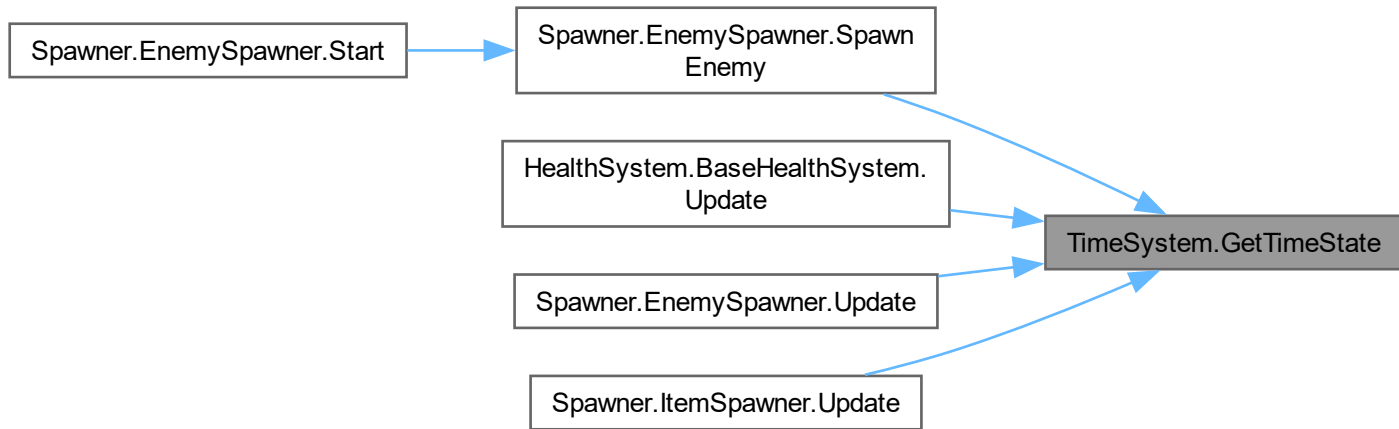 Spawner.EnemySpawner.Start
Spawner.EnemySpawner.Spawn
Enemy
HealthSystem.BaseHealthSystem.
Update
TimeSystem.GetTimeState
Spawner.EnemySpawner.Update
Spawner.ItemSpawner.Update